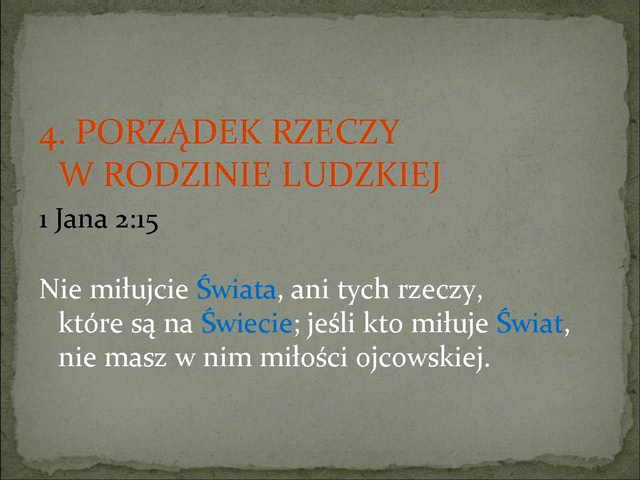 4. PORZĄDEK RZECZY
W RODZINIE LUDZKIEJ
1 Jana 2:15
Nie miłujcie Świata, ani tych rzeczy,
które są na Świecie; jeśli kto miłuje Świat,
nie masz w nim miłości ojcowskiej.